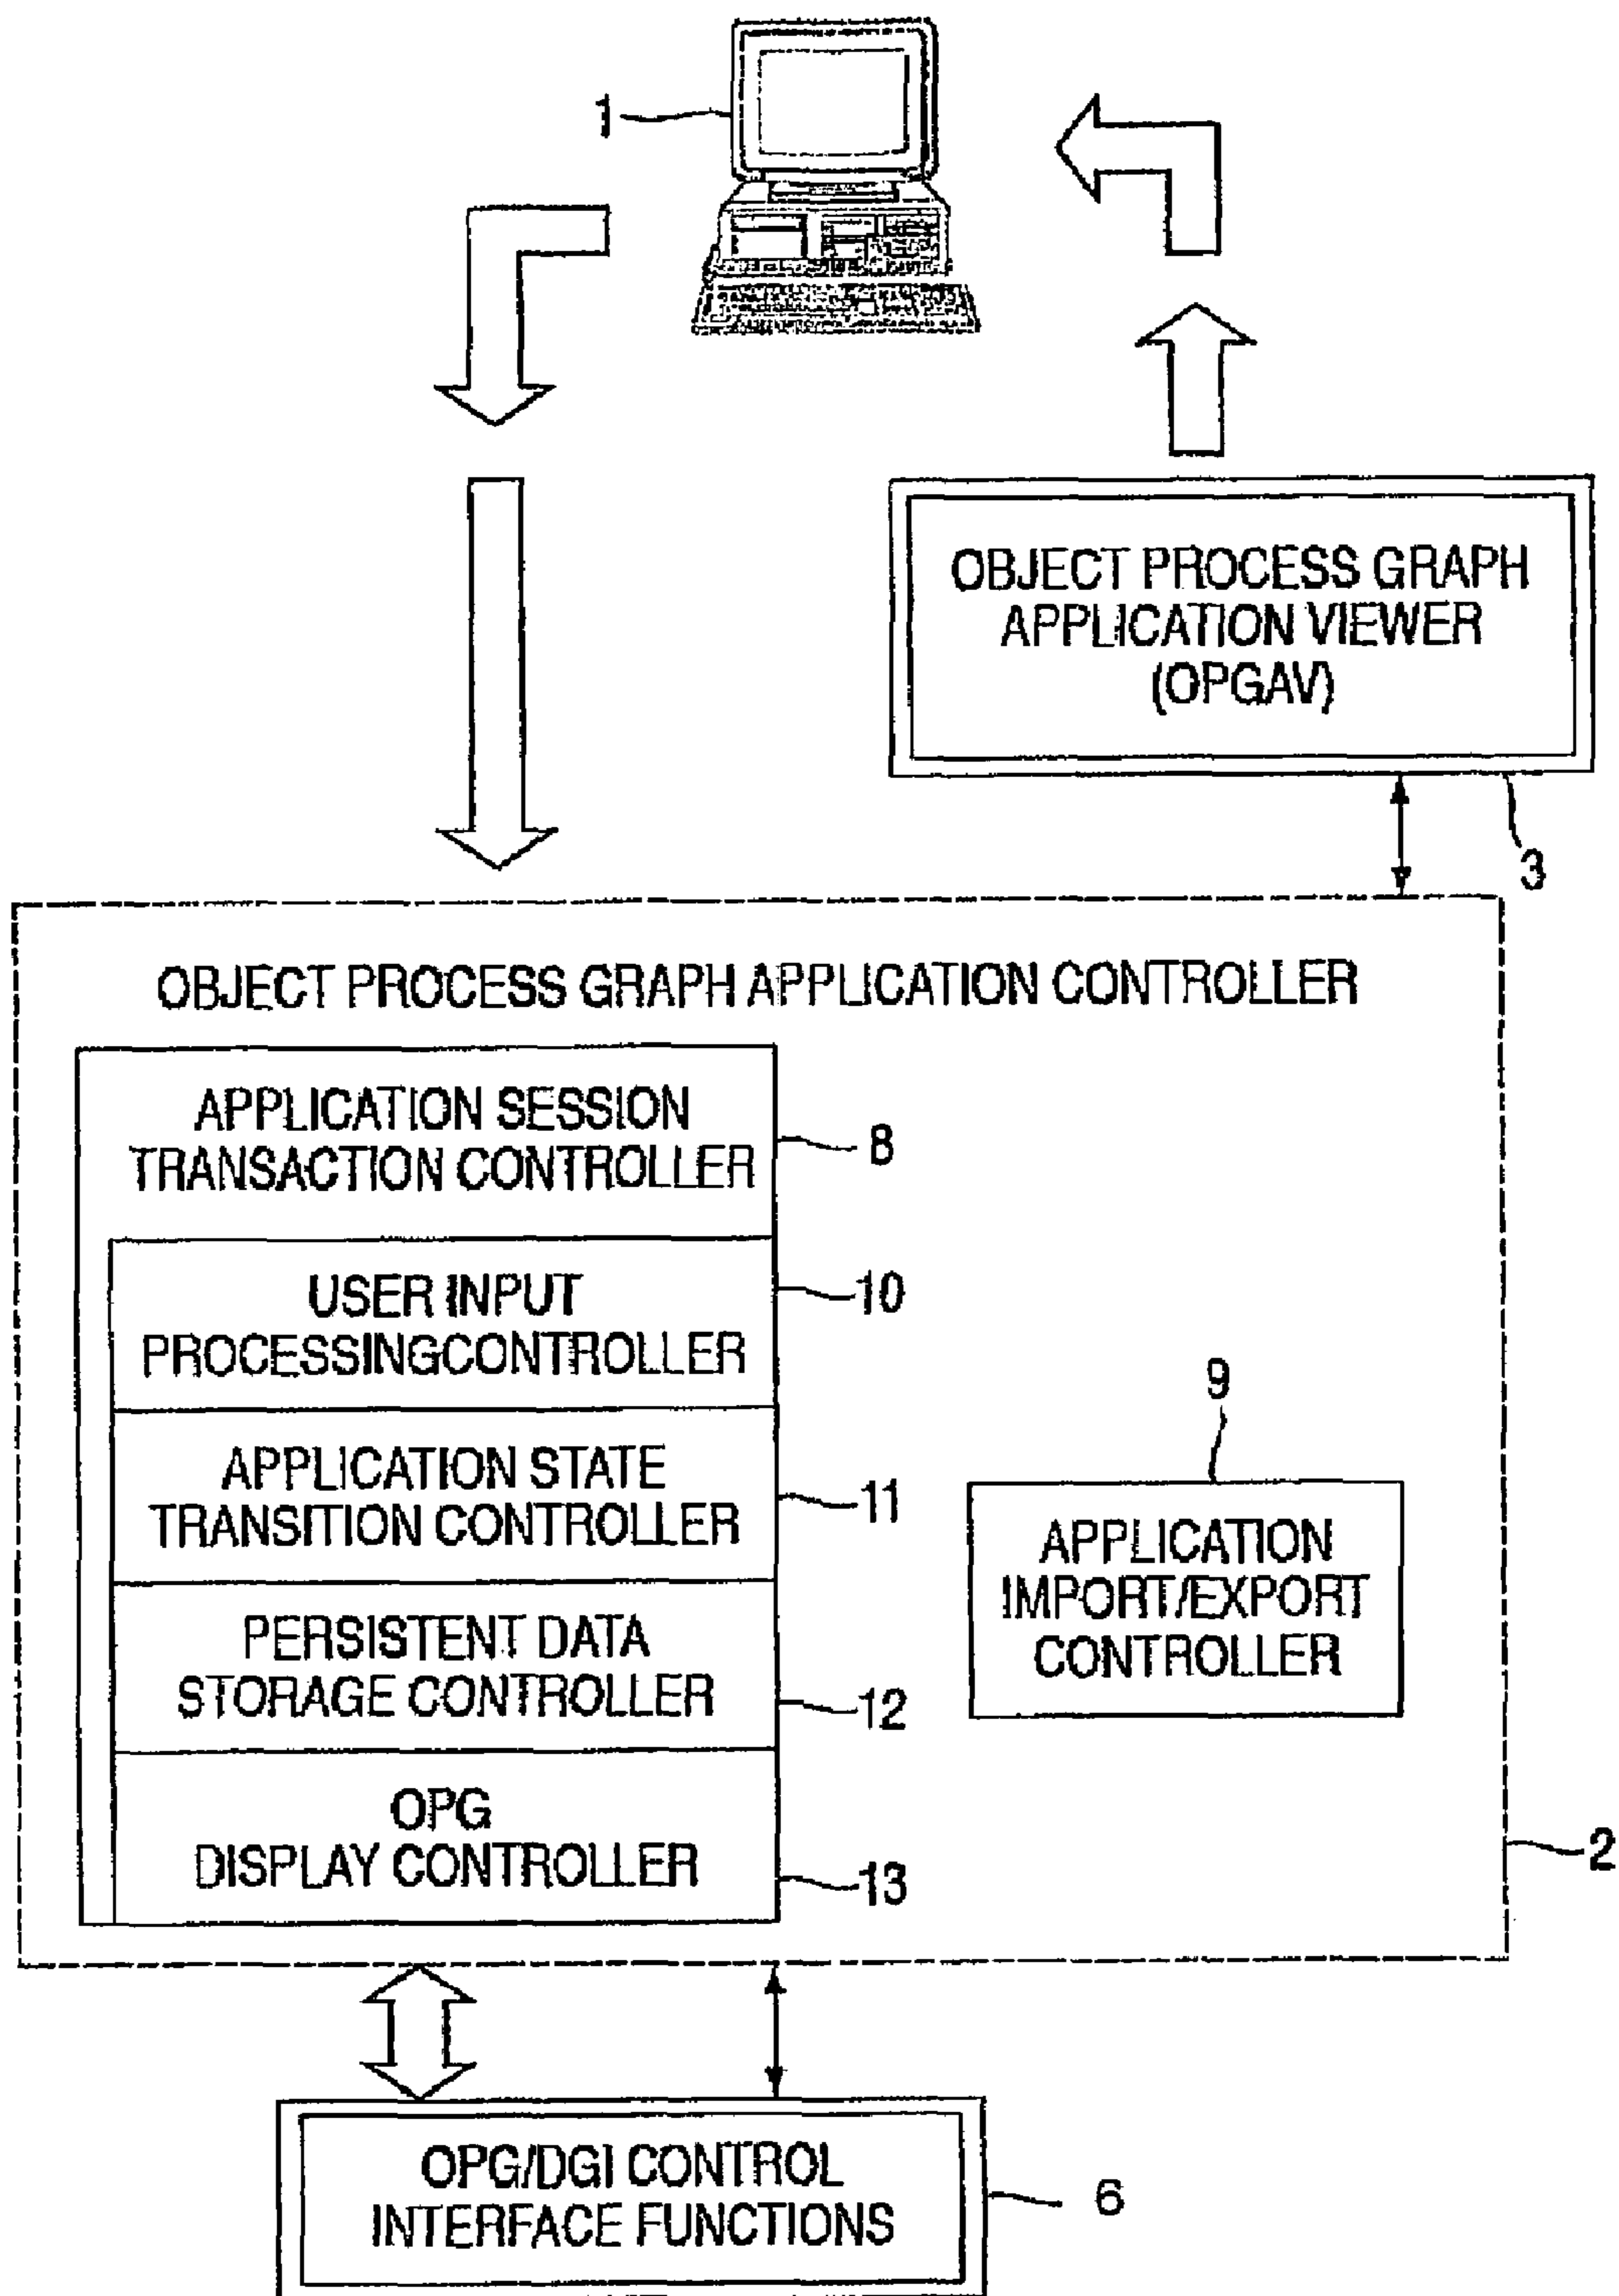 1
OBJECT PROCESS GRAPH
APPLICATION VIEWER
(OPGAV)
3
OBJECT PROCESS GRAPH APPLICATION CONTROLLER
APPLICATION SESSION
TRANSACTION CONTROLLER
8
USER INPUT
PROCESSINGCONTROLLER
10
APPLICATION STATE
TRANSITION CONTROLLER
11
PERSISTENT DATA
STORAGE CONTROLLER
12
OPG
DISPLAY CONTROLLER
13
9
APPLICATION
IMPORT/EXPORT
CONTROLLER
2
OPG/DGI CONTROL
INTERFACE FUNCTIONS
6